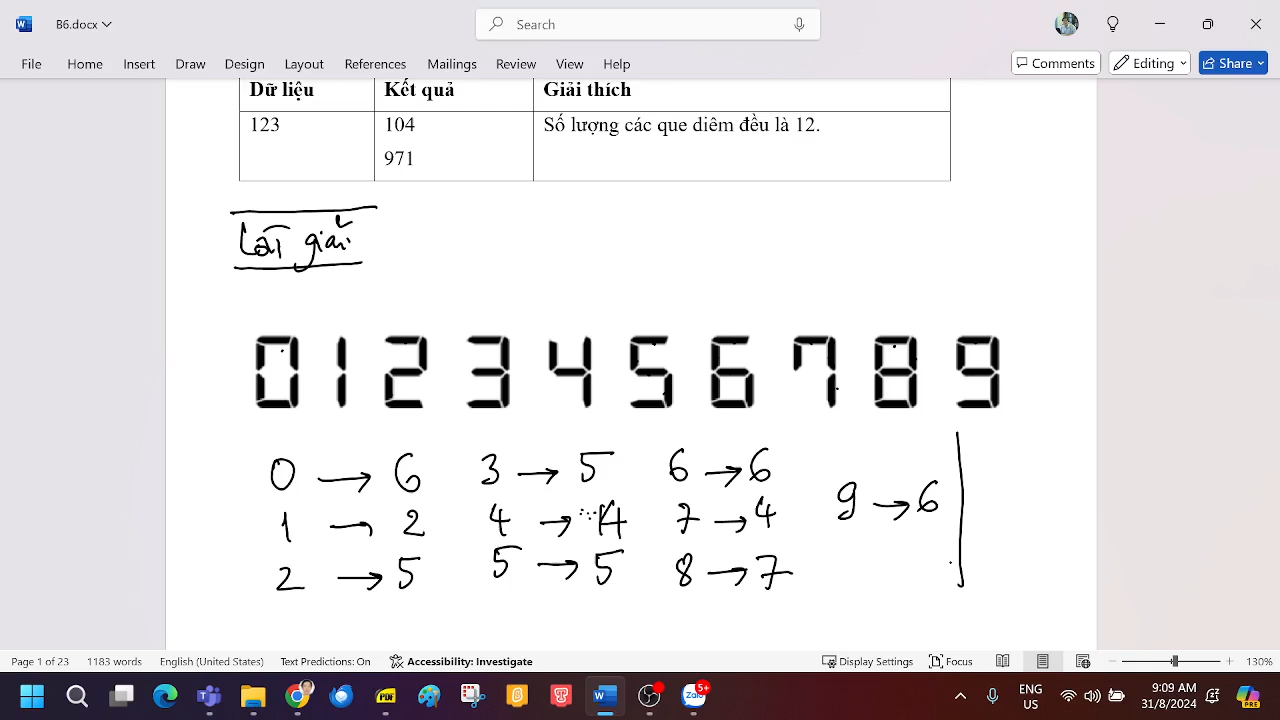 B6.docx
Search
File Home Insert Draw Design Layout References Mailings Review View Help
Comments Editing Share
Dữ liệu Kết quả Giải thích
123 104 Số lượng các que diêm đều là 12.
971
Lời giải
0 1 2 3 4 5 6 7 8 9
0 → 6 3 → 5 6 → 6
9 → 6
1 → 2 4 → 4 7 → 4
2 → 5 5 → 5 8 → 7
Page 1 of 23 1183 words English (United States) Text Predictions: On Accessibility: Investigate Display Settings Focus 130%
PDF W Zalo 5+ ENG 9:09 AM PRE
US 31/8/2024